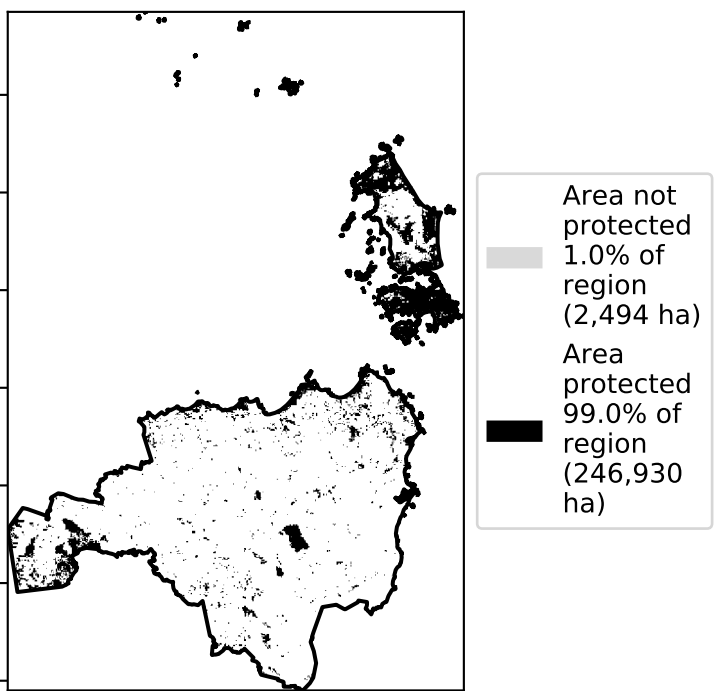 Area not
protected
1.0% of
region
(2,494 ha)
Area
protected
99.0% of
region
(246,930
ha)